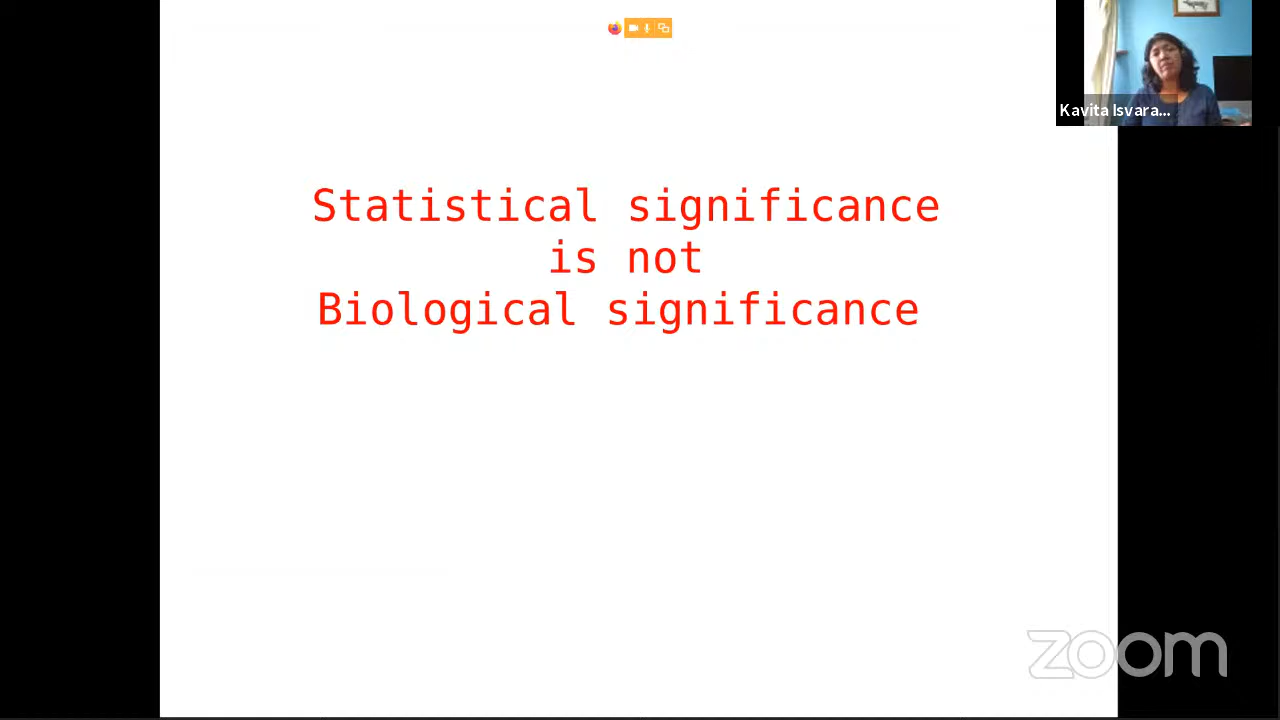 Kavita Isvara...
Statistical significance
is not
Biological significance
zoom